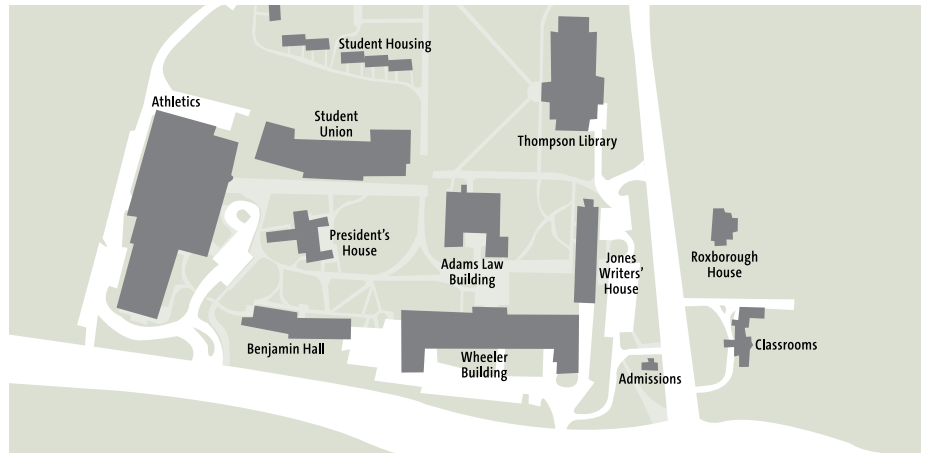 Student Housing
Athletics
Student
Union
Thompson Library
President's
House
Adams Law
Building
Jones
Writers'
House
Roxborough
House
Benjamin Hall
Wheeler
Building
Admissions
Classrooms